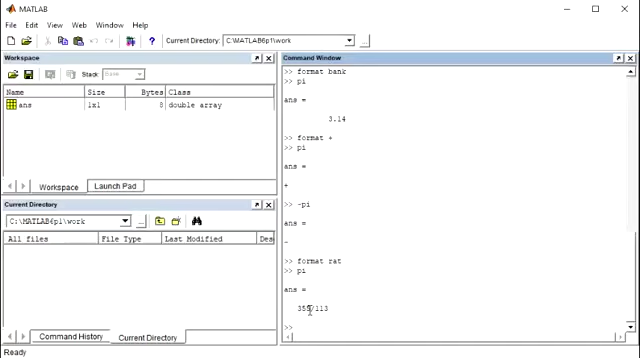 MATLAB
File Edit View Web Window Help
Current Directory: C:\MATLAB6p1\work ...
Workspace
Stack: Base
Name Size Bytes Class
ans 1x1 8 double array
Workspace Launch Pad
Current Directory
C:\MATLAB6p1\work ...
All files File Type Last Modified Des
Command History Current Directory
Command Window
>> format bank
>> pi
ans =
3.14
>> format +
>> pi
ans =
+
>> -pi
ans =
-
>> format rat
>> pi
ans =
355/113
>>
Ready